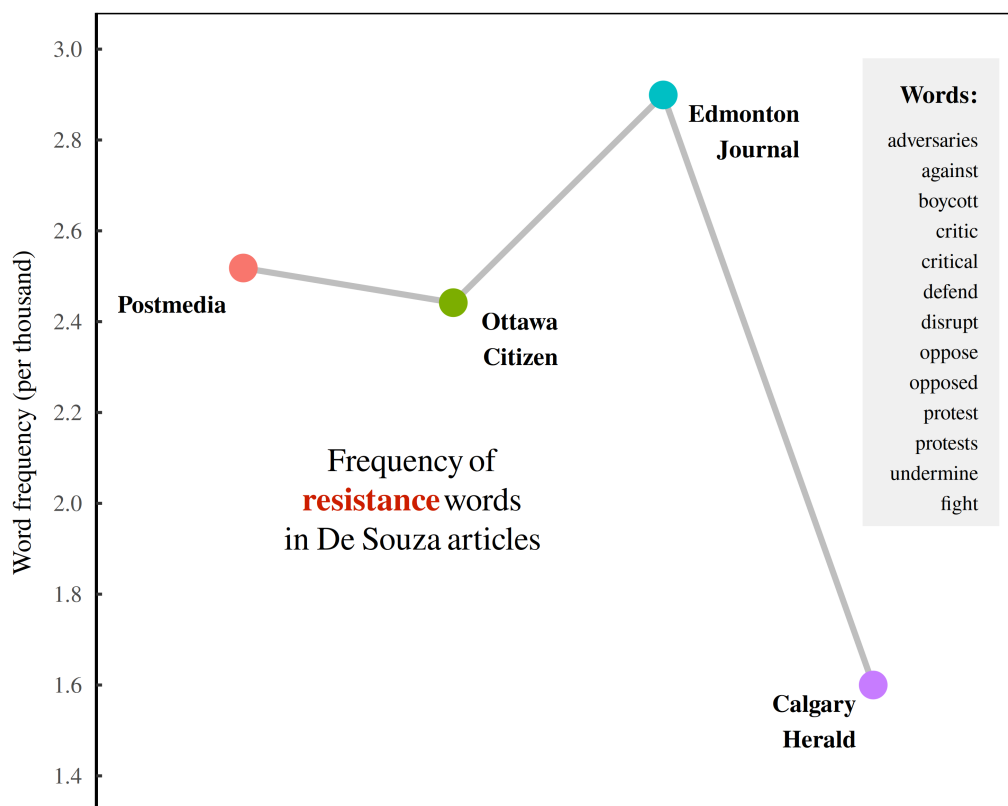 3.0
2.8
2.6
2.4
2.2
2.0
1.8
1.6
1.4
Word frequency (per thousand)
Postmedia
Ottawa
Citizen
Edmonton
Journal
Calgary
Herald
Frequency of
resistance words
in De Souza articles
Words:
adversaries
against
boycott
critic
critical
defend
disrupt
oppose
opposed
protest
protests
undermine
fight